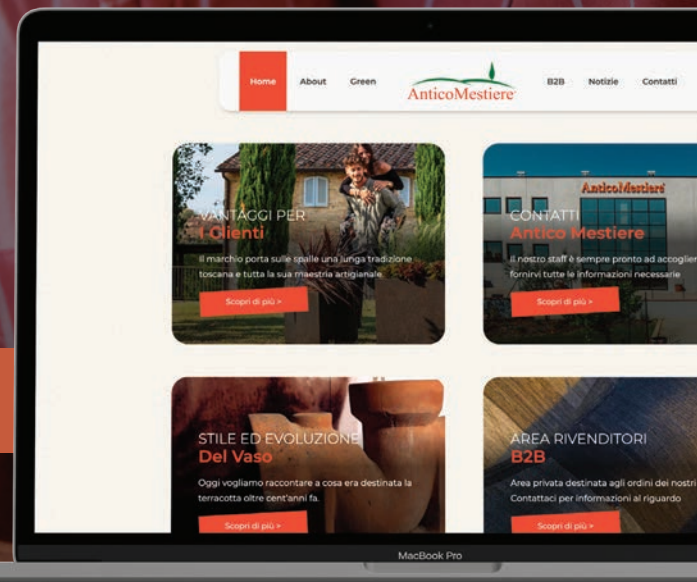 Home About Green AnticoMestiere B2B Notizie Contatti
VANTAGGI PER
I Clienti
Il marchio porta sulle spalle una lunga tradizione
toscana e tutta la sua maestria artigianale
Scopri di più >
CONTATTI
AnticoMestiere
Antico Mestiere
Il nostro staff è sempre pronto ad accoglier
fornirvi tutte le informazioni necessarie
Scopri di più >
STILE ED EVOLUZIONE
Del Vaso
Oggi vogliamo raccontare a cosa era destinata la
terracotta oltre cent'anni fa.
Scopri di più >
AREA RIVENDITORI
B2B
Area privata destinata agli ordini dei nostri
Contattaci per informazioni al riguardo
Scopri di più >
MacBook Pro